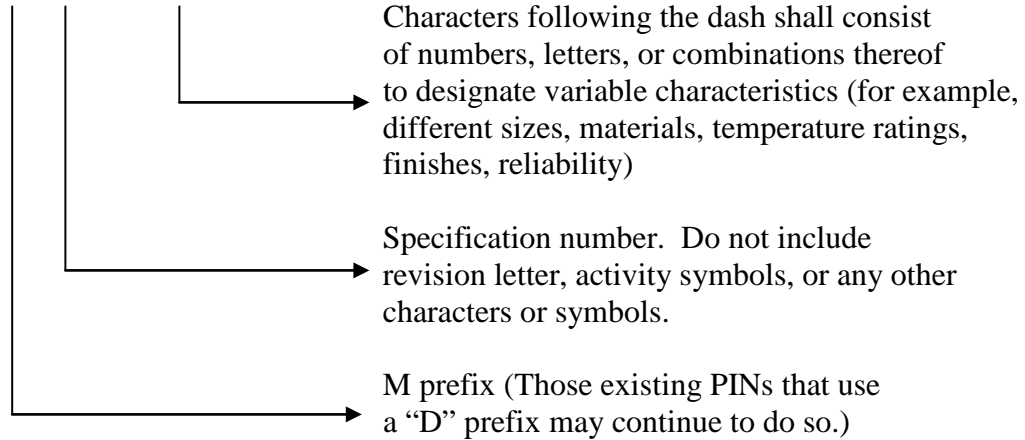 Characters following the dash shall consist
of numbers, letters, or combinations thereof
to designate variable characteristics (for example,
different sizes, materials, temperature ratings,
finishes, reliability)
Specification number.  Do not include
revision letter, activity symbols, or any other
characters or symbols.
M prefix (Those existing PINs that use
a “D” prefix may continue to do so.)